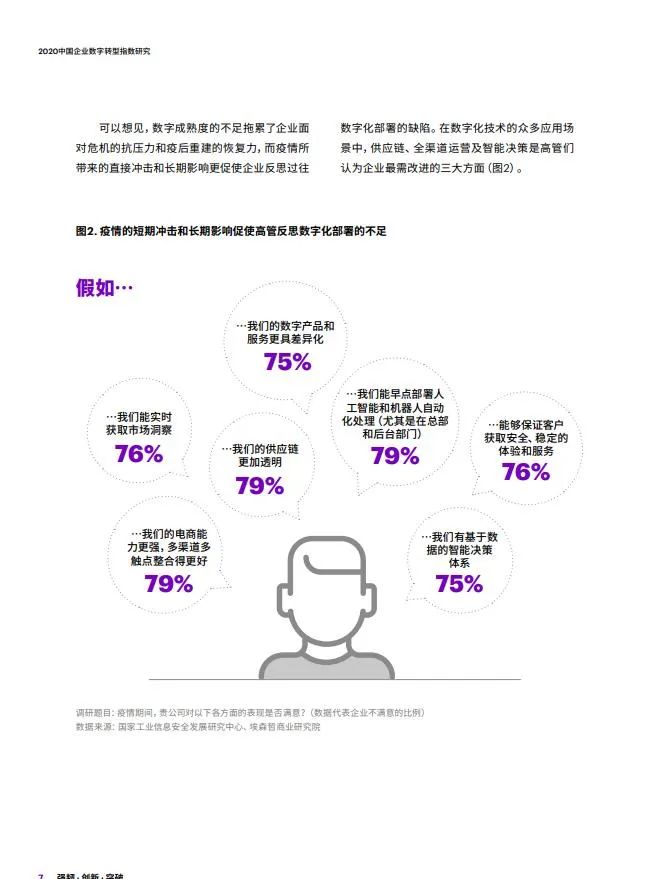 2020中国企业数字转型指数研究
可以想见，数字成熟度的不足拖累了企业面
对危机的抗压力和疫后重建的恢复力，而疫情所
带来的直接冲击和长期影响更促使企业反思过往
数字化部署的缺陷。在数字化技术的众多应用场
景中，供应链、全渠道运营及智能决策是高管们
认为企业最需改进的三大方面（图2）。
图2. 疫情的短期冲击和长期影响促使高管反思数字化部署的不足
假如…
…我们的数字产品和
服务更具差异化
75%
…我们能实时
获取市场洞察
76%
…我们的供应链
更加透明
79%
…我们能早点部署人
工智能和机器人自动
化处理（尤其是在总部
和后台部门）
79%
…能够保证客户
获取安全、稳定的
体验和服务
76%
…我们的电商能
力更强，多渠道多
触点整合得更好
79%
…我们有基于数
据的智能决策
体系
75%
调研题目：疫情期间，贵公司对以下各方面的表现是否满意？（数据代表企业不满意的比例）
数据来源：国家工业信息安全发展研究中心、埃森哲商业研究院
7 强韧·创新·突破